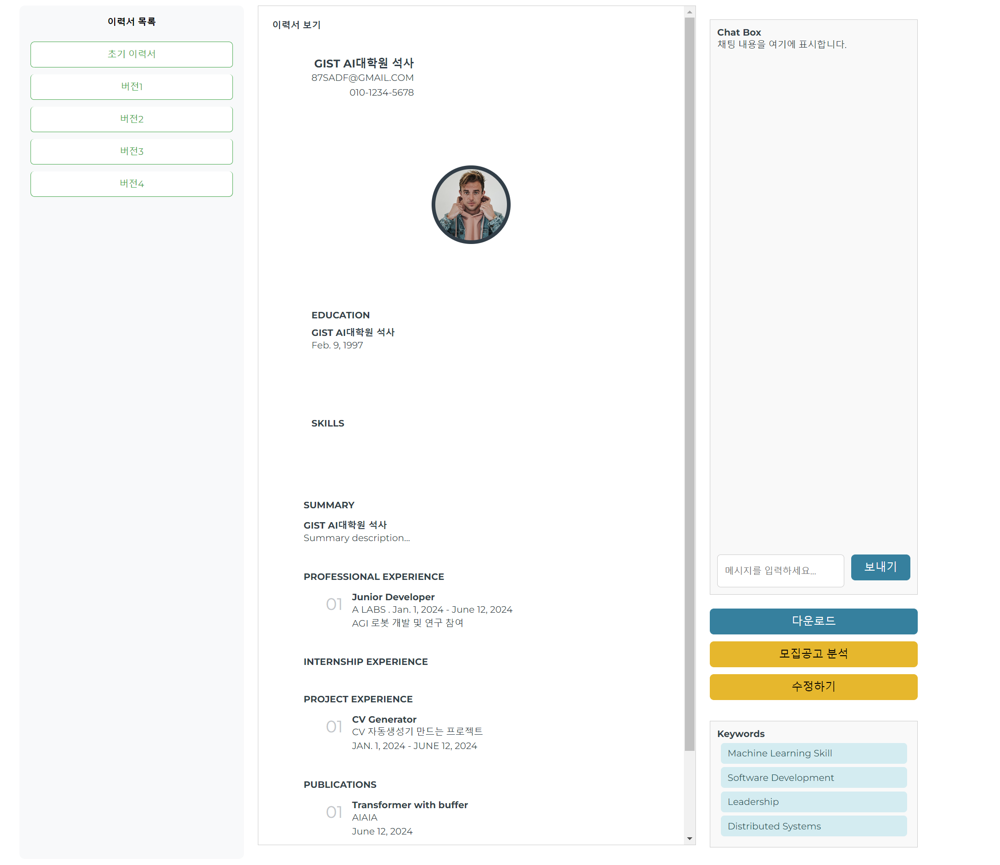 이력서 목록
초기 이력서
버전1
버전2
버전3
버전4
이력서 보기
GIST AI대학원 석사
87SADF@GMAIL.COM
010-1234-5678
EDUCATION
GIST AI대학원 석사
Feb. 9, 1997
SKILLS
SUMMARY
GIST AI대학원 석사
Summary description...
PROFESSIONAL EXPERIENCE
01
Junior Developer
A LABS . Jan. 1, 2024 - June 12, 2024
AGI 로봇 개발 및 연구 참여
INTERNSHIP EXPERIENCE
PROJECT EXPERIENCE
01
CV Generator
CV 자동생성기 만드는 프로젝트
JAN. 1, 2024 - JUNE 12, 2024
PUBLICATIONS
01
Transformer with buffer
AIAIA
June 12, 2024
Chat Box
채팅 내용을 여기에 표시합니다.
메시지를 입력하세요...
보내기
다운로드
모집공고 분석
수정하기
Keywords
Machine Learning Skill
Software Development
Leadership
Distributed Systems